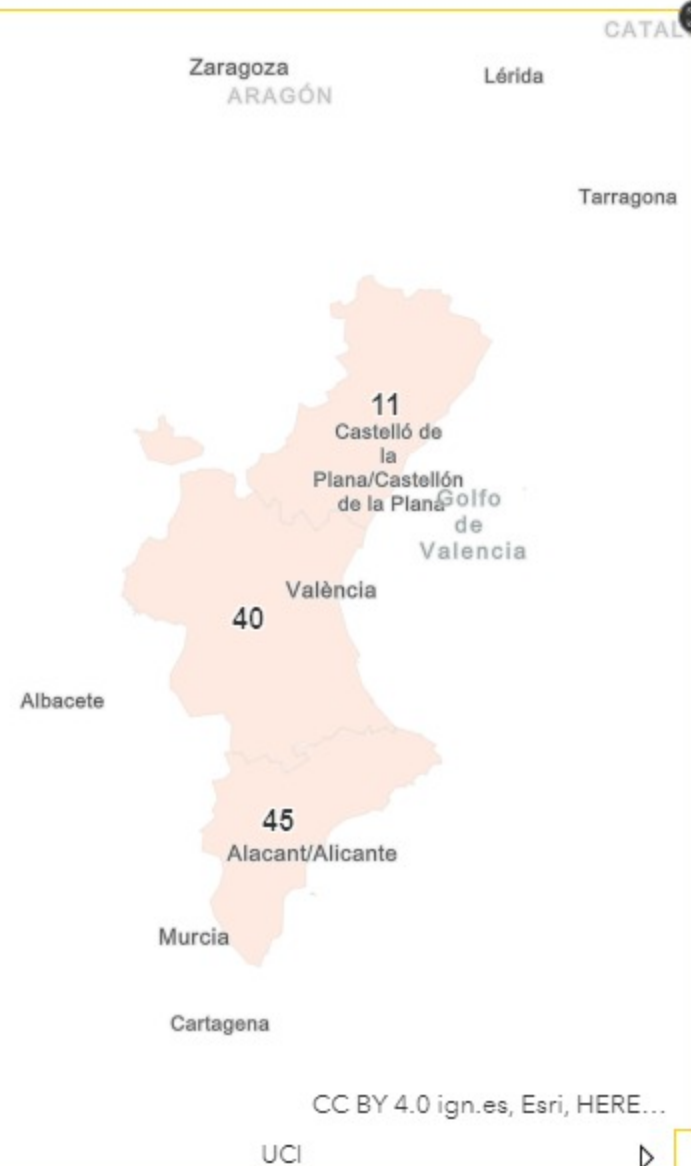 CATAL
Zaragoza
Lérida
ARAGÓN
Tarragona
11
Castelló de
la
Plana/Castellón
de la Plana
Golfo
de
Valencia
València
40
Albacete
45
Alacant/Alicante
Murcia
Cartagena
CC BY 4.0 ign.es, Esri, HERE...
UCI